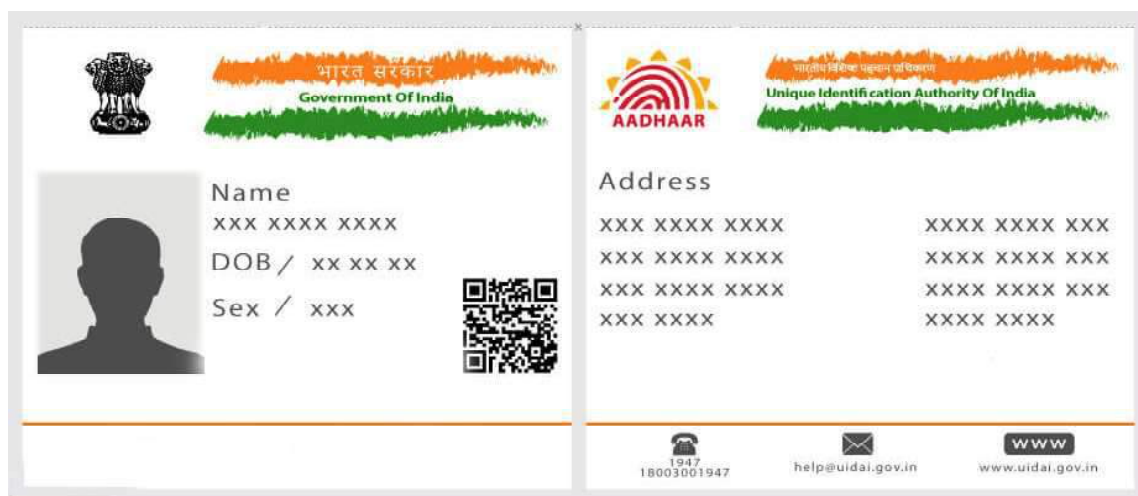 भारत सरकार
Government Of India
Name
xxx xxxx xxxx
DOB / xx xx xx
Sex / xxx
AADHAAR
भारतीय विशिष्ट पहचान प्राधिकरण
Unique Identification Authority Of India
Address
xxx xxxx xxxx
xxx xxxx xxxx
xxx xxxx xxxx
xxx xxxx
xxxx xxxx xxx
xxxx xxxx xxx
xxxx xxxx xxx
xxxx xxxx
1947
18003001947
help@uidai.gov.in
www
www.uidai.gov.in